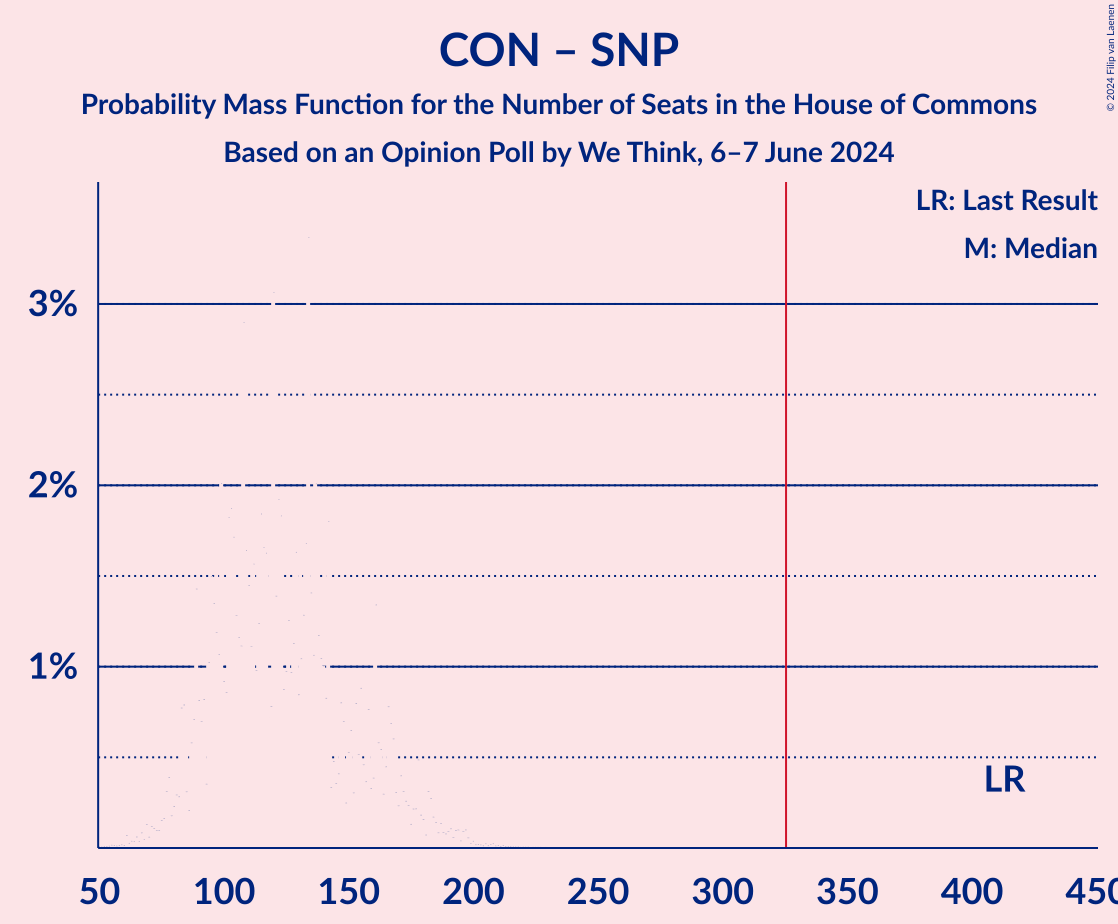 CON – SNP
Probability Mass Function for the Number of Seats in the House of Commons
Based on an Opinion Poll by We Think, 6–7 June 2024
© 2024 Filip van Laenen
LR: Last Result
M: Median
3%
2%
1%
LR
50 100 150 200 250 300 350 400 450